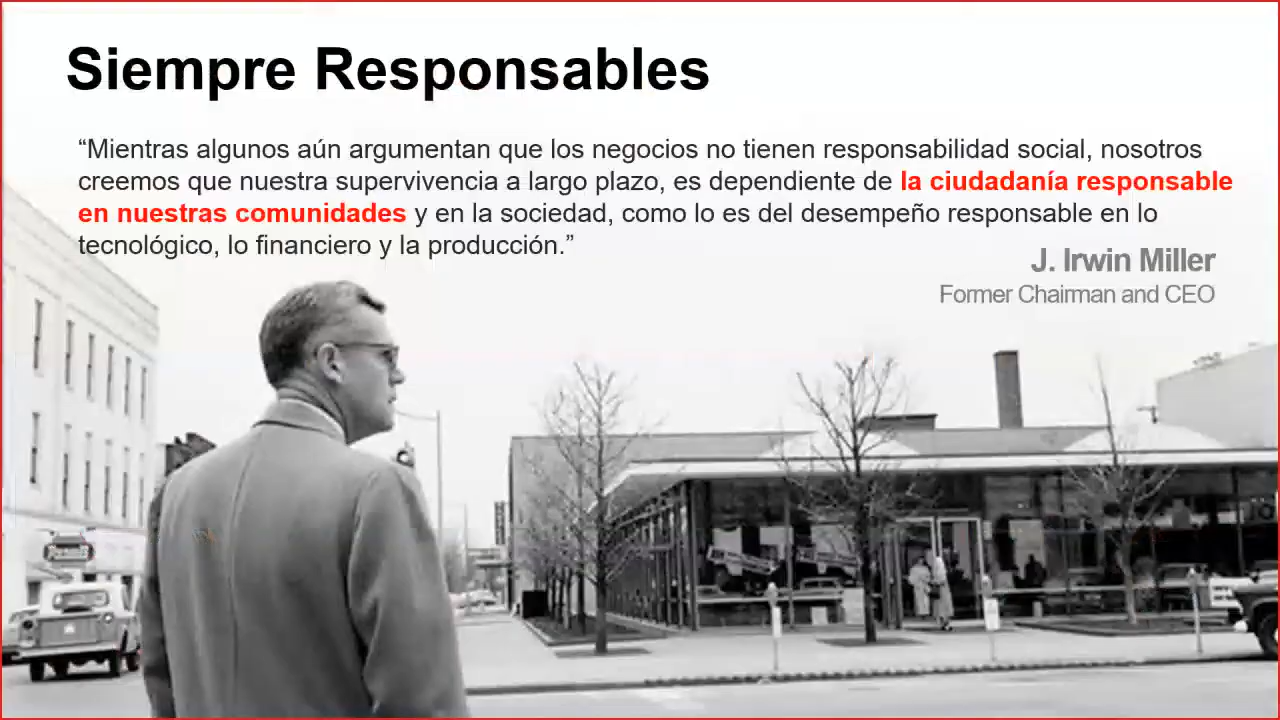 Siempre Responsables
“Mientras algunos aún argumentan que los negocios no tienen responsabilidad social, nosotros
creemos que nuestra supervivencia a largo plazo, es dependiente de la ciudadanía responsable
en nuestras comunidades y en la sociedad, como lo es del desempeño responsable en lo
tecnológico, lo financiero y la producción.”
J. Irwin Miller
Former Chairman and CEO